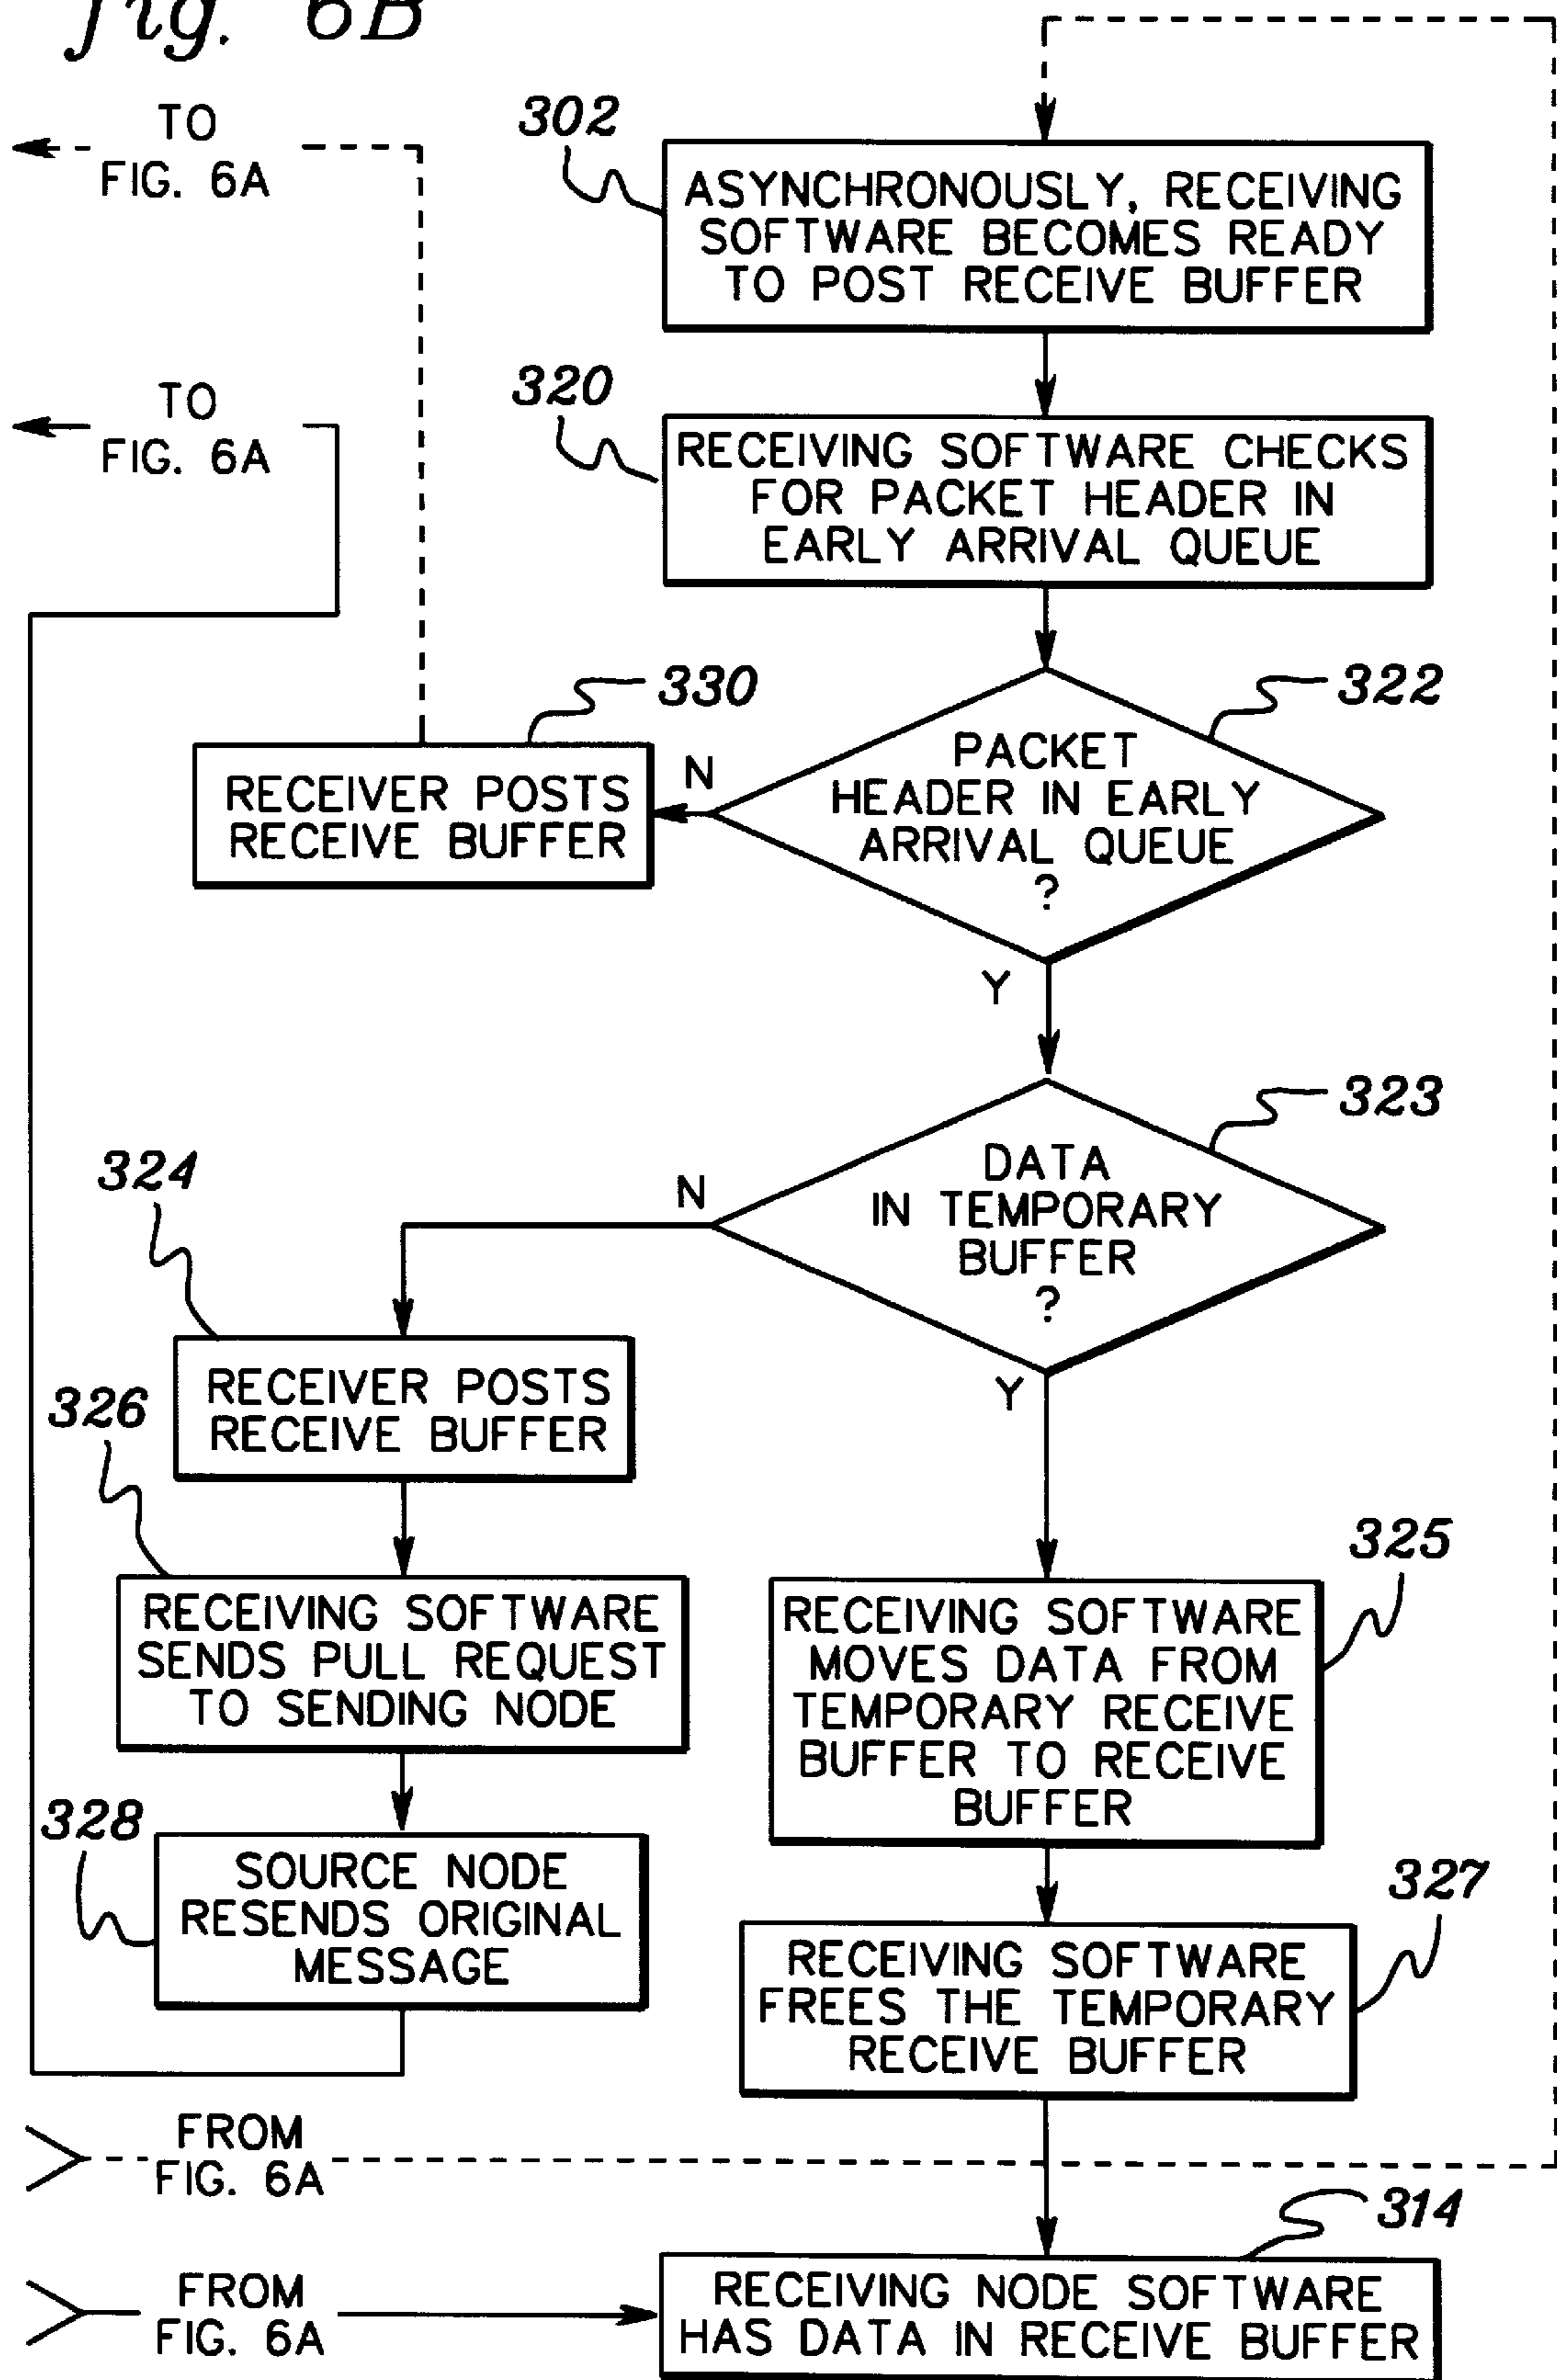 fig. 6B
TO
FIG. 6A
302
ASYNCHRONOUSLY, RECEIVING
SOFTWARE BECOMES READY
TO POST RECEIVE BUFFER
TO
FIG. 6A
320
RECEIVING SOFTWARE CHECKS
FOR PACKET HEADER IN
EARLY ARRIVAL QUEUE
330
RECEIVER POSTS
RECEIVE BUFFER
N
322
PACKET
HEADER IN EARLY
ARRIVAL QUEUE
?
Y
323
DATA
IN TEMPORARY
BUFFER
?
N
Y
324
RECEIVER POSTS
RECEIVE BUFFER
326
RECEIVING SOFTWARE
SENDS PULL REQUEST
TO SENDING NODE
325
RECEIVING SOFTWARE
MOVES DATA FROM
TEMPORARY RECEIVE
BUFFER TO RECEIVE
BUFFER
328
SOURCE NODE
RESENDS ORIGINAL
MESSAGE
327
RECEIVING SOFTWARE
FREES THE TEMPORARY
RECEIVE BUFFER
FROM
FIG. 6A
314
FROM
FIG. 6A
RECEIVING NODE SOFTWARE
HAS DATA IN RECEIVE BUFFER